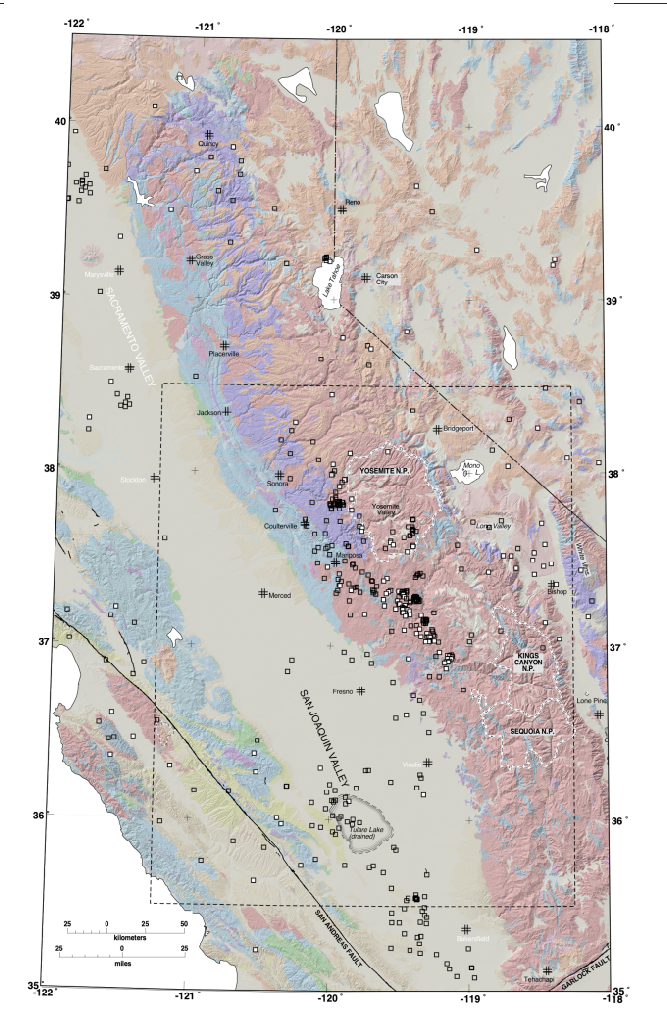 -122° -121° -120° -119° -118°
40
40°
Quincy
Reno
Grass
Valley
Marysville
Lake Tahoe
Carson
City
39
39°
SACRAMENTO VALLEY
Placerville
Sacramento
Jackson
Bridgeport
38
38°
YOSEMITE N.P.
Mono
L.
Stockton
Sonora
Yosemite
Valley
Coulterville
Long Valley
White Mtns.
Mariposa
Bishop
Merced
37
37°
KINGS
CANYON
N.P.
Fresno
Lone Pine
SAN JOAQUIN VALLEY
SEQUOIA N.P.
Visalia
36
36°
Tulare Lake
(drained)
25 0 25 50
kilometers
25 0 25 50
miles
SAN ANDREAS FAULT
Bakersfield
Tehachapi
GARLOCK FAULT
35
35°
-122° -121° -120° -119° -118°